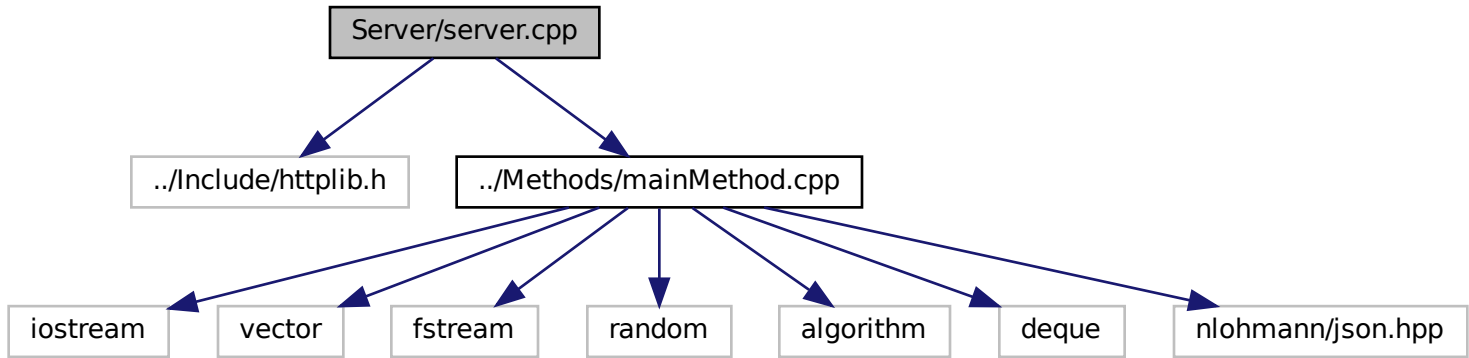 Server/server.cpp
../Include/httplib.h
../Methods/mainMethod.cpp
iostream
vector
fstream
random
algorithm
deque
nlohmann/json.hpp